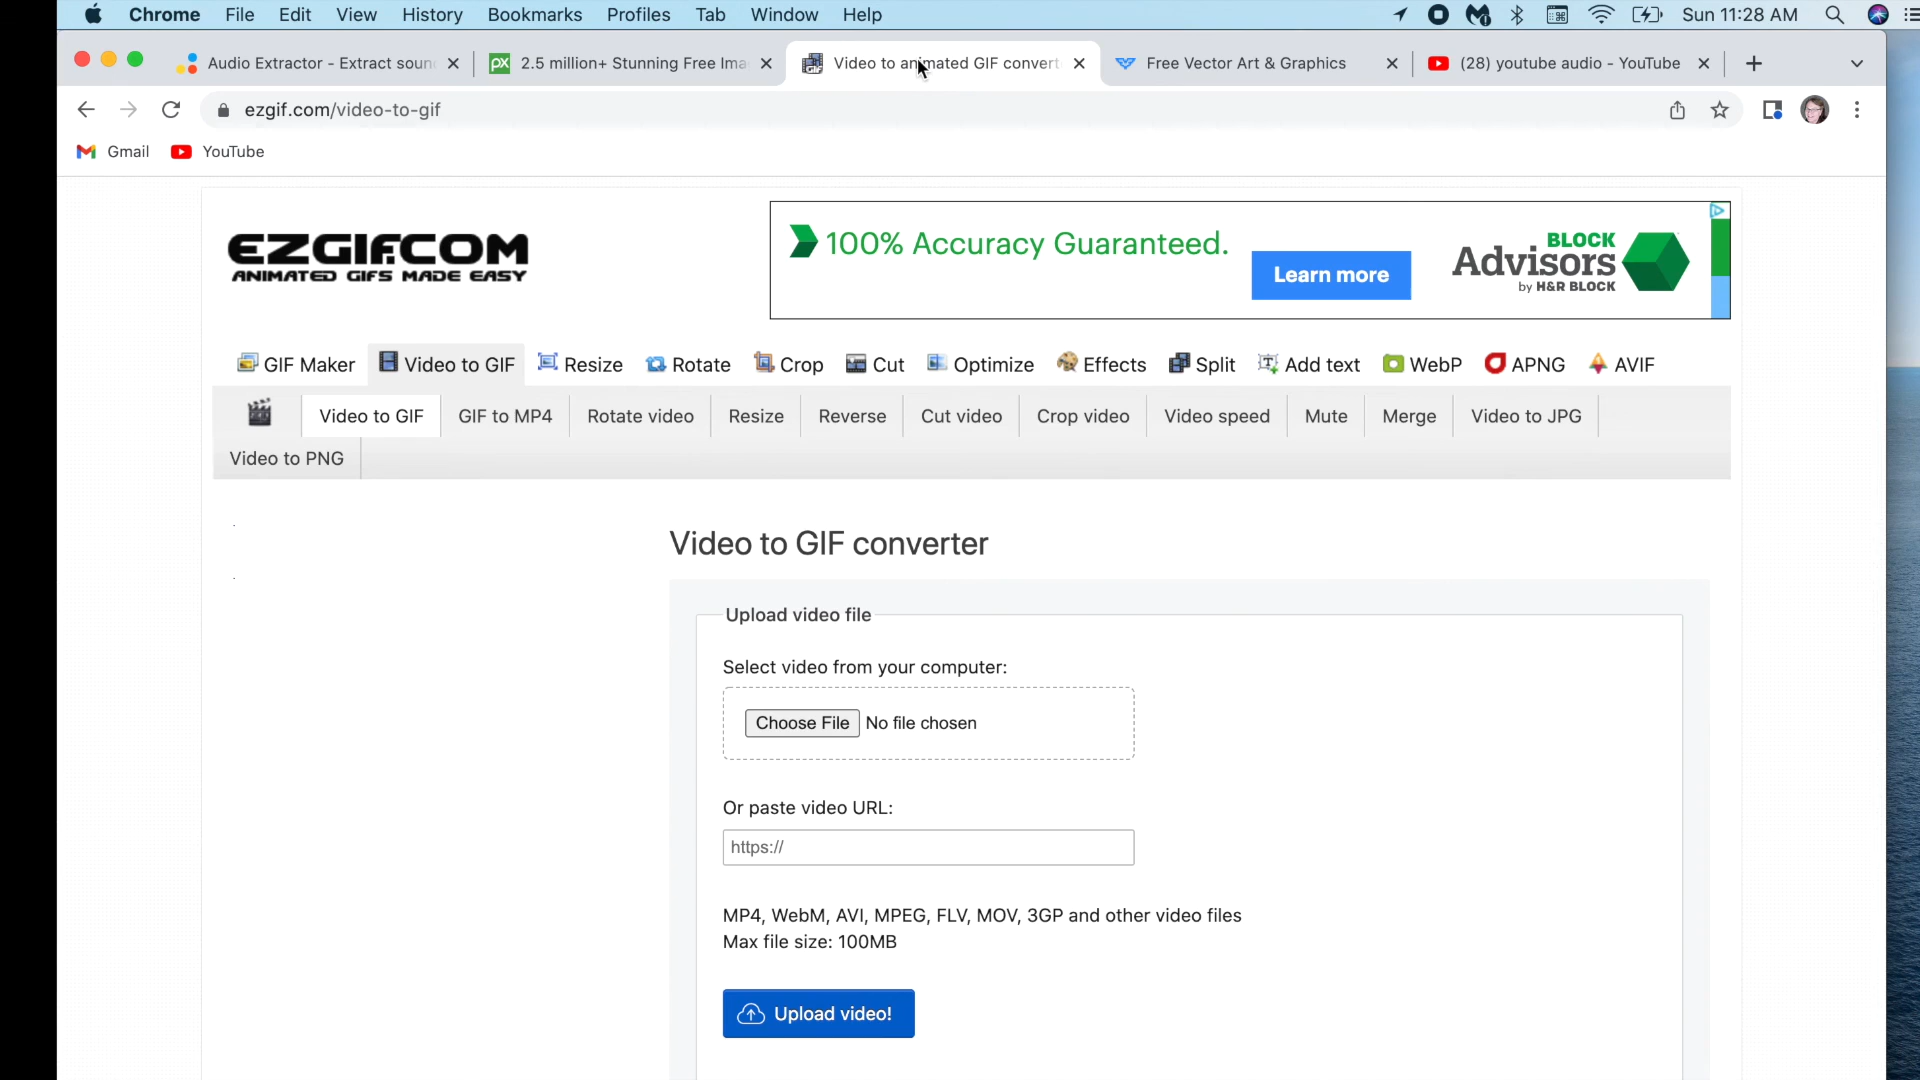 Chrome File Edit View History Bookmarks Profiles Tab Window Help Sun 11:28 AM
Audio Extractor - Extract soun 2.5 million+ Stunning Free Ima Video to animated GIF convert Free Vector Art & Graphics (28) youtube audio - YouTube
ezgif.com/video-to-gif
Gmail YouTube
EZGIF.COM
ANIMATED GIFS MADE EASY
100% Accuracy Guaranteed.
Learn more
BLOCK
Advisors
by H&R BLOCK
GIF Maker Video to GIF Resize Rotate Crop Cut Optimize Effects Split Add text WebP APNG AVIF
Video to GIF GIF to MP4 Rotate video Resize Reverse Cut video Crop video Video speed Mute Merge Video to JPG
Video to PNG
Video to GIF converter
Upload video file
Select video from your computer:
Choose File No file chosen
Or paste video URL:
https://
MP4, WebM, AVI, MPEG, FLV, MOV, 3GP and other video files
Max file size: 100MB
Upload video!